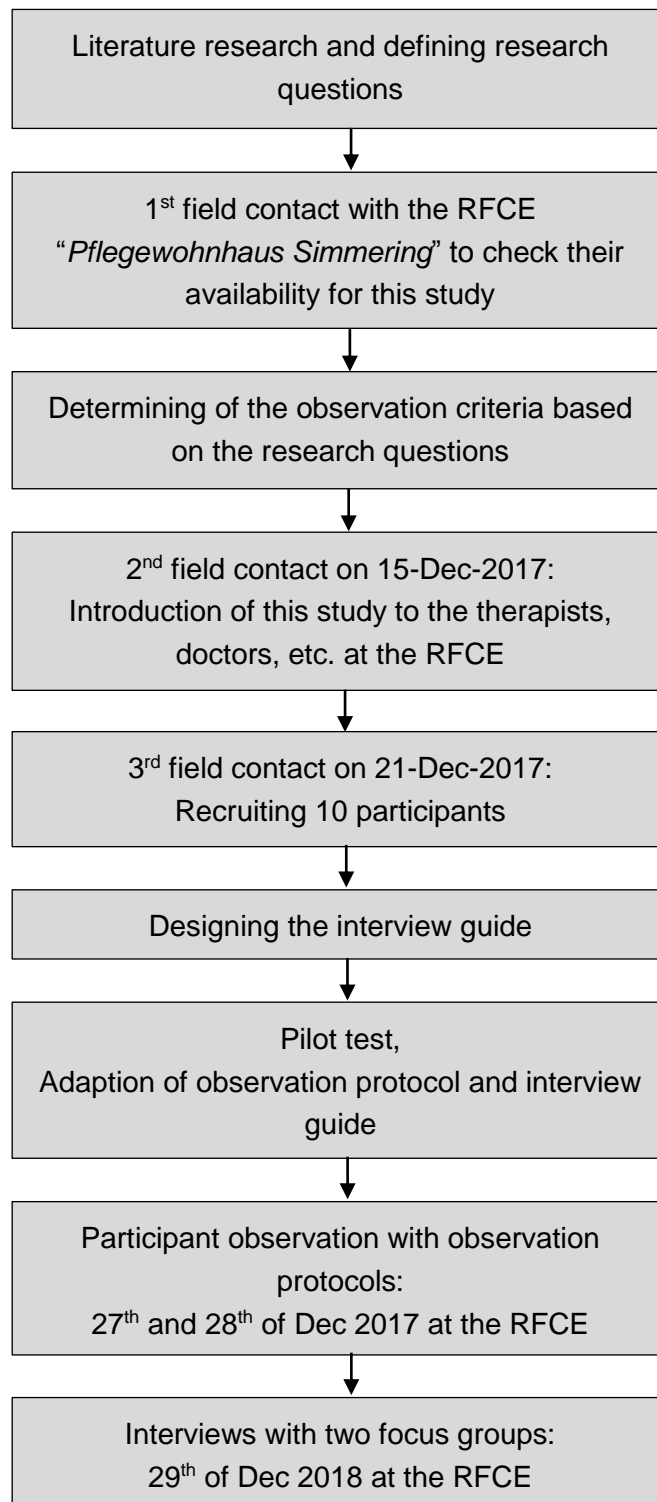 Literature research and defining research
questions
1st field contact with the RFCE
“Pflegewohnhaus Simmering” to check their
availability for this study
Determining of the observation criteria based
on the research questions
2nd field contact on 15-Dec-2017:
Introduction of this study to the therapists,
doctors, etc. at the RFCE
3rd field contact on 21-Dec-2017:
Recruiting 10 participants
Designing the interview guide
Pilot test,
Adaption of observation protocol and interview
guide
Participant observation with observation
protocols:
27th and 28th of Dec 2017 at the RFCE
Interviews with two focus groups:
29th of Dec 2018 at the RFCE